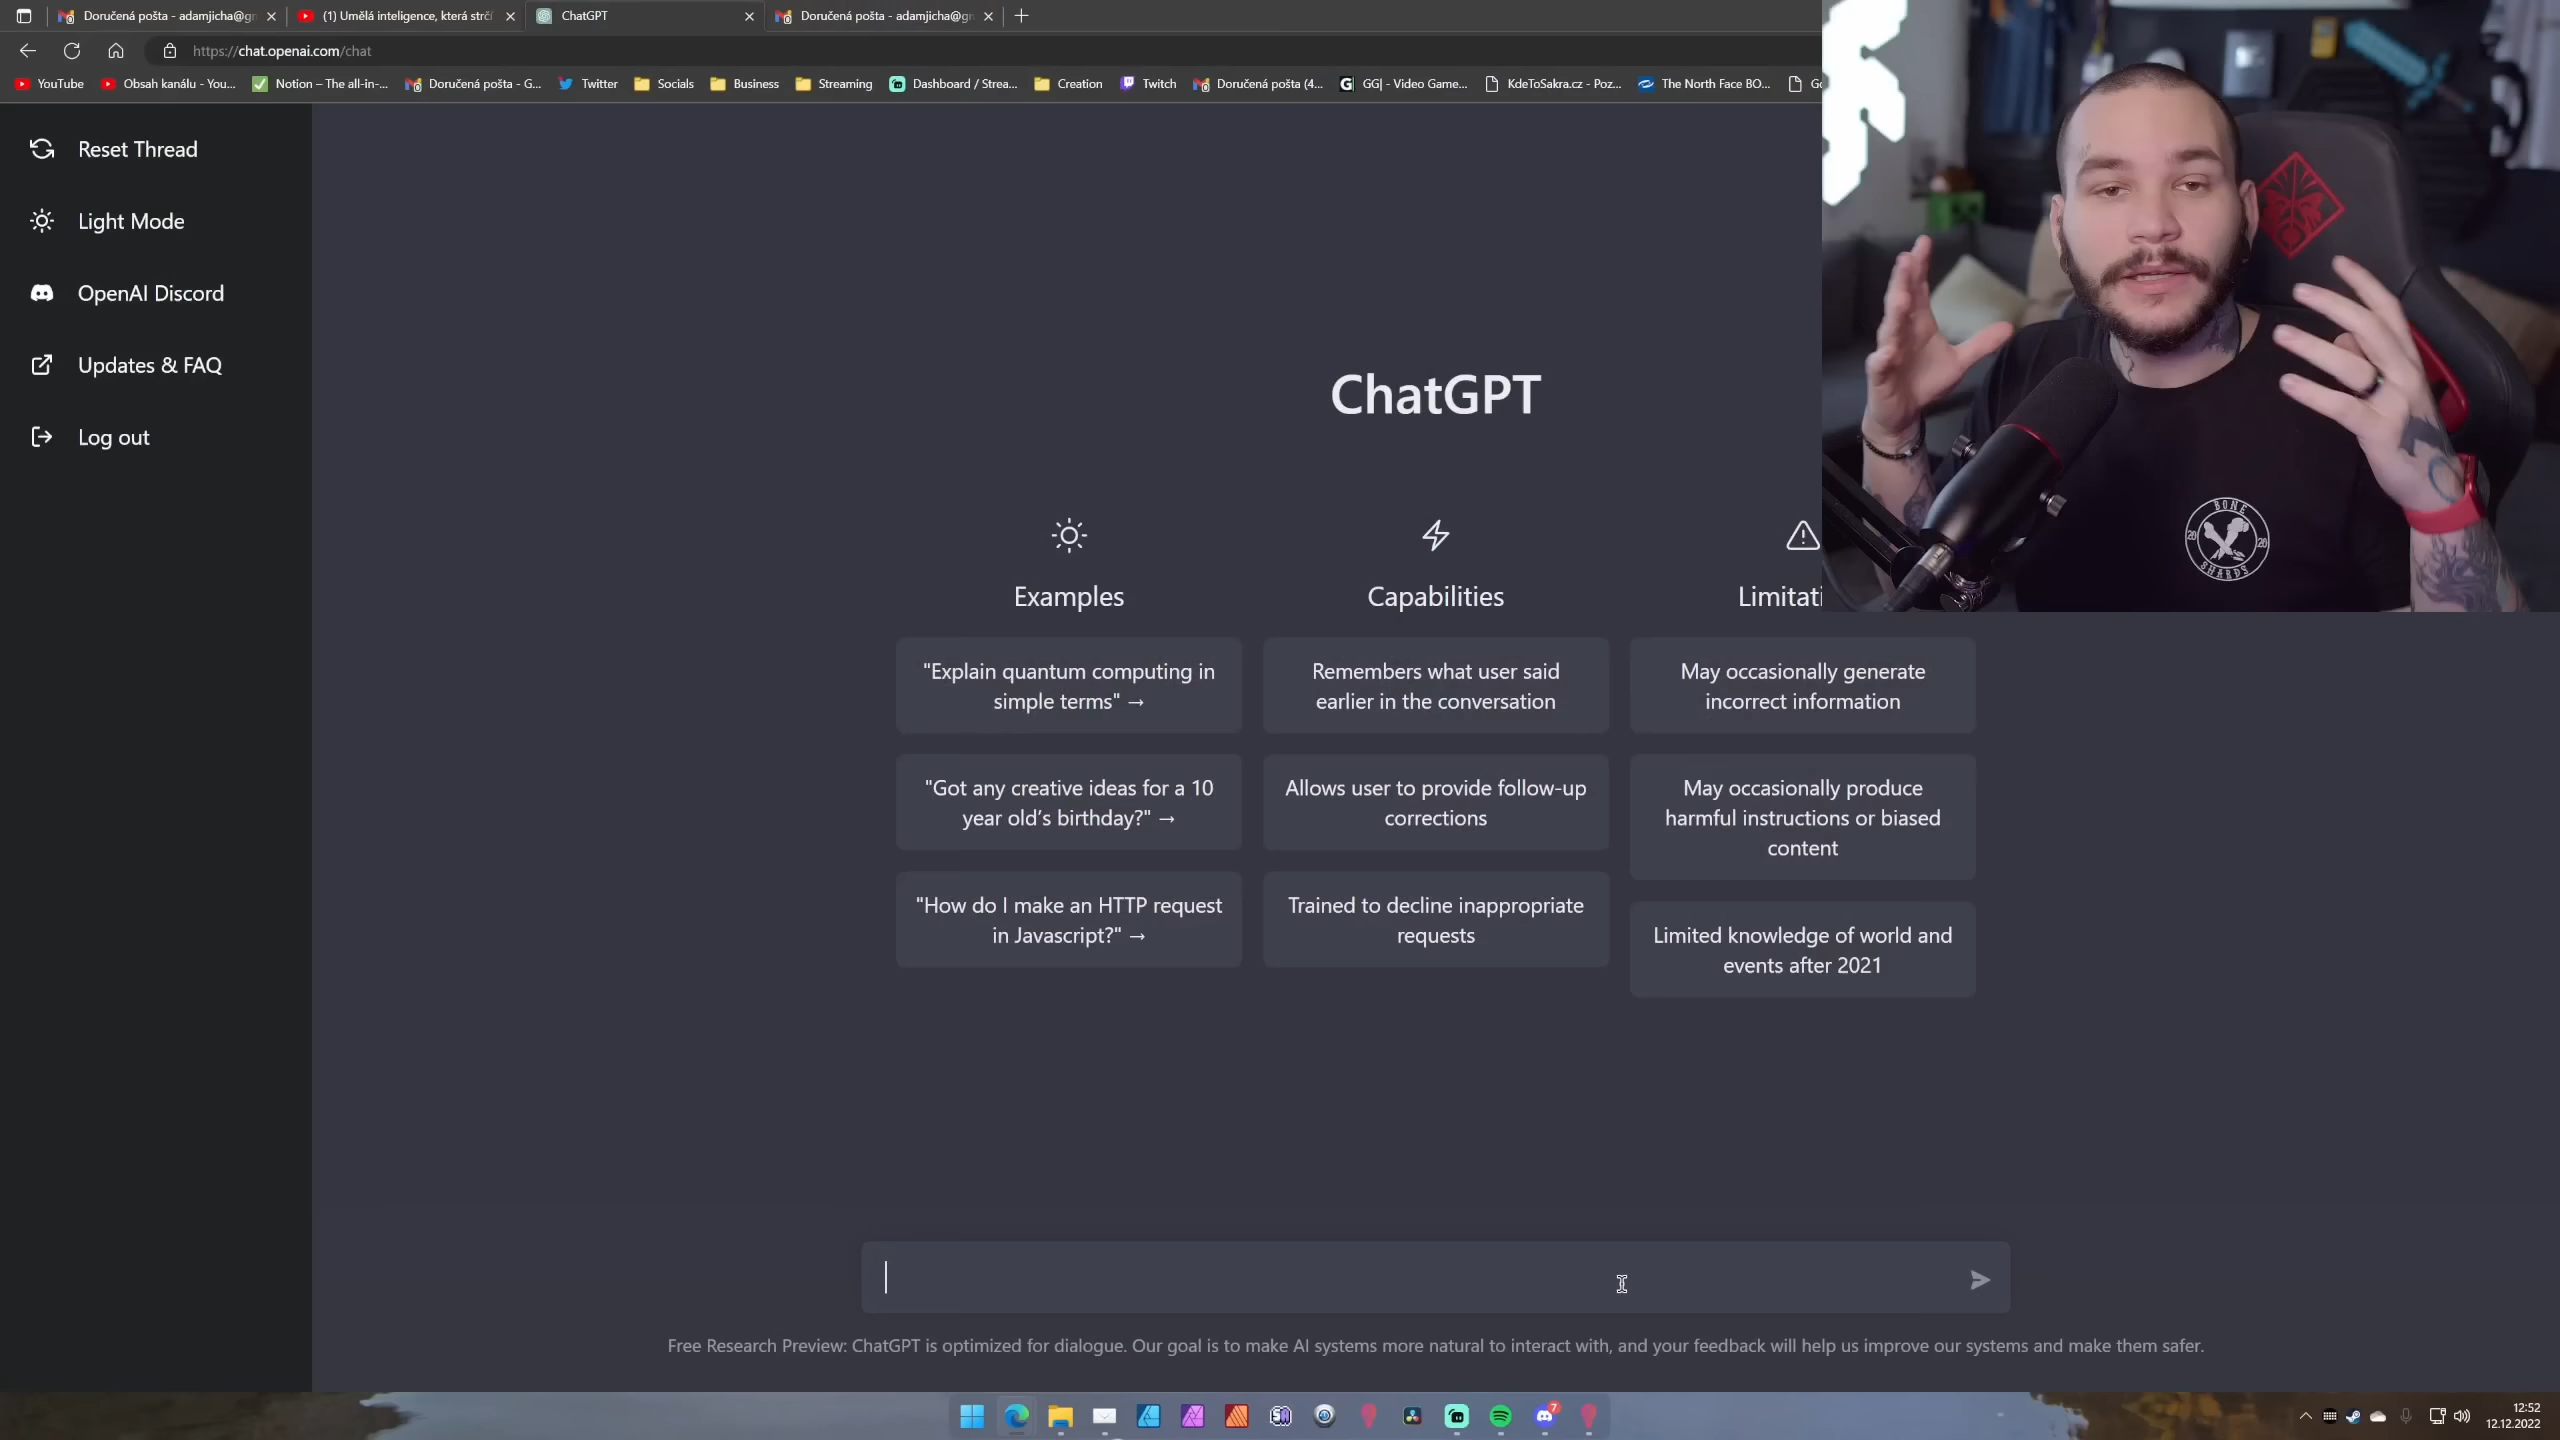 Doručená pošta - adamjicha@gr
(1) Umělá inteligence, která strčí
ChatGPT
Doručená pošta - adamjicha@gr
https://chat.openai.com/chat
YouTube
Obsah kanálu - You...
Notion – The all-in-...
Doručená pošta - G...
Twitter
Socials
Business
Streaming
Dashboard / Strea...
Creation
Twitch
Doručená pošta (4...
GG| - Video Game...
KdeToSakra.cz - Poz...
The North Face BO...
Reset Thread
Light Mode
OpenAI Discord
Updates & FAQ
Log out
ChatGPT
Examples
Capabilities
Limitati
"Explain quantum computing in
simple terms" →
Remembers what user said
earlier in the conversation
May occasionally generate
incorrect information
"Got any creative ideas for a 10
year old’s birthday?" →
Allows user to provide follow-up
corrections
May occasionally produce
harmful instructions or biased
content
"How do I make an HTTP request
in Javascript?" →
Trained to decline inappropriate
requests
Limited knowledge of world and
events after 2021
Free Research Preview: ChatGPT is optimized for dialogue. Our goal is to make AI systems more natural to interact with, and your feedback will help us improve our systems and make them safer.
BONE
20 20
SHARDS
7
12:52
12.12.2022